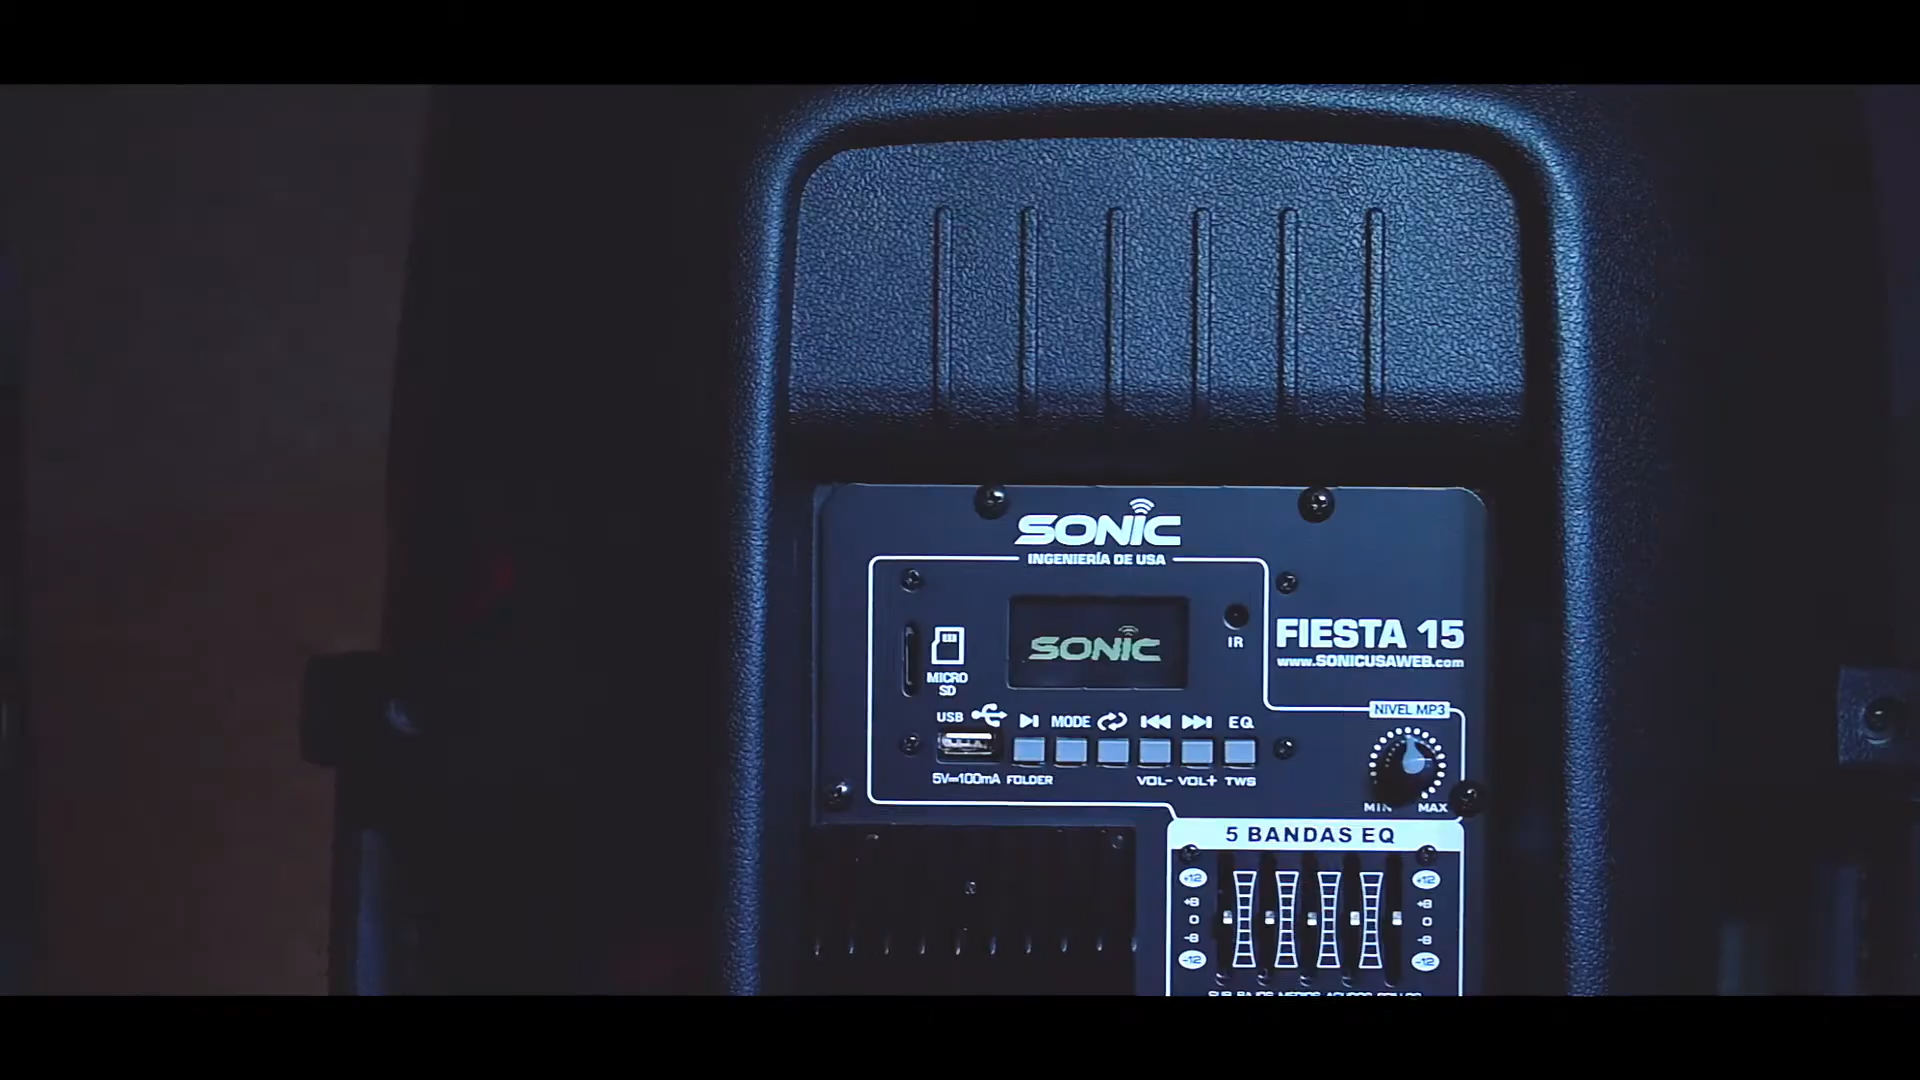 SONIC
INGENIERÍA DE USA
SONIC
IR
FIESTA 15
www.SONICUSAWEB.com
MICRO
SD
USB
MODE
EQ
NIVEL MP3
5V=100mA
FOLDER
VOL-
VOL+
TWS
MIN
MAX
5 BANDAS EQ
+12
+12
+8
+8
0
0
-8
-8
-12
-12